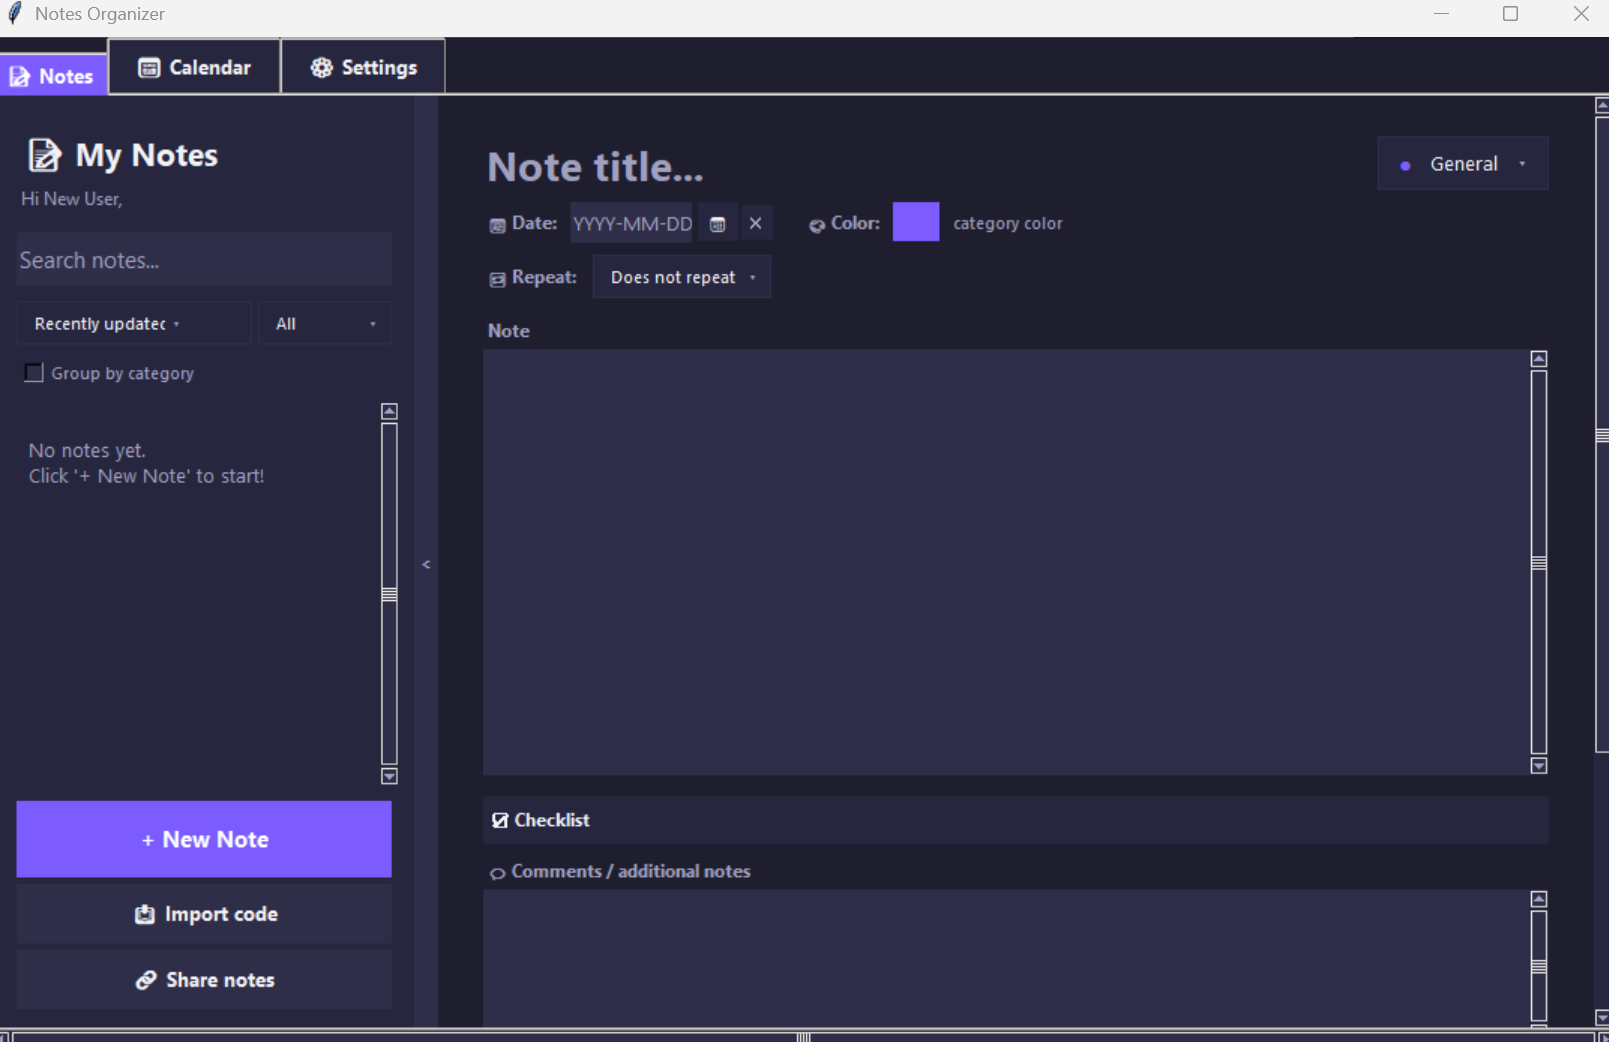 Notes Organizer
Notes
Calendar
Settings
My Notes
Hi New User,
Search notes...
Recently updated
All
Group by category
No notes yet.
Click '+ New Note' to start!
+ New Note
Import code
Share notes
<
Note title...
General
Date:
YYYY-MM-DD
Color:
category color
Repeat:
Does not repeat
Note
Checklist
Comments / additional notes